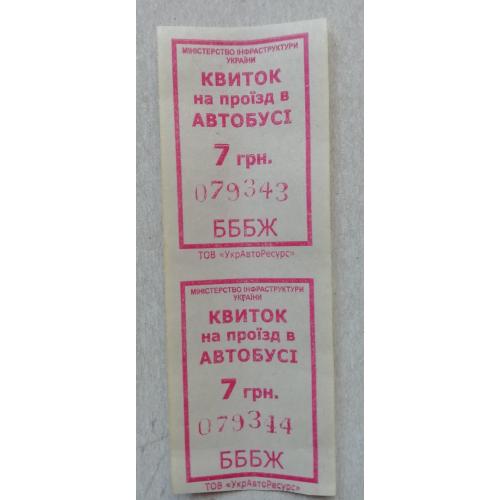 МІНІСТЕРСТВО ІНФРАСТРУКТУРИ
УКРАЇНИ
КВИТОК
на проїзд в
АВТОБУСІ
7 грн.
079343
БББЖ
ТОВ «УкрАвтоРесурс»
МІНІСТЕРСТВО ІНФРАСТРУКТУРИ
УКРАЇНИ
КВИТОК
на проїзд в
АВТОБУСІ
7 грн.
079344
БББЖ
ТОВ «УкрАвтоРесурс»